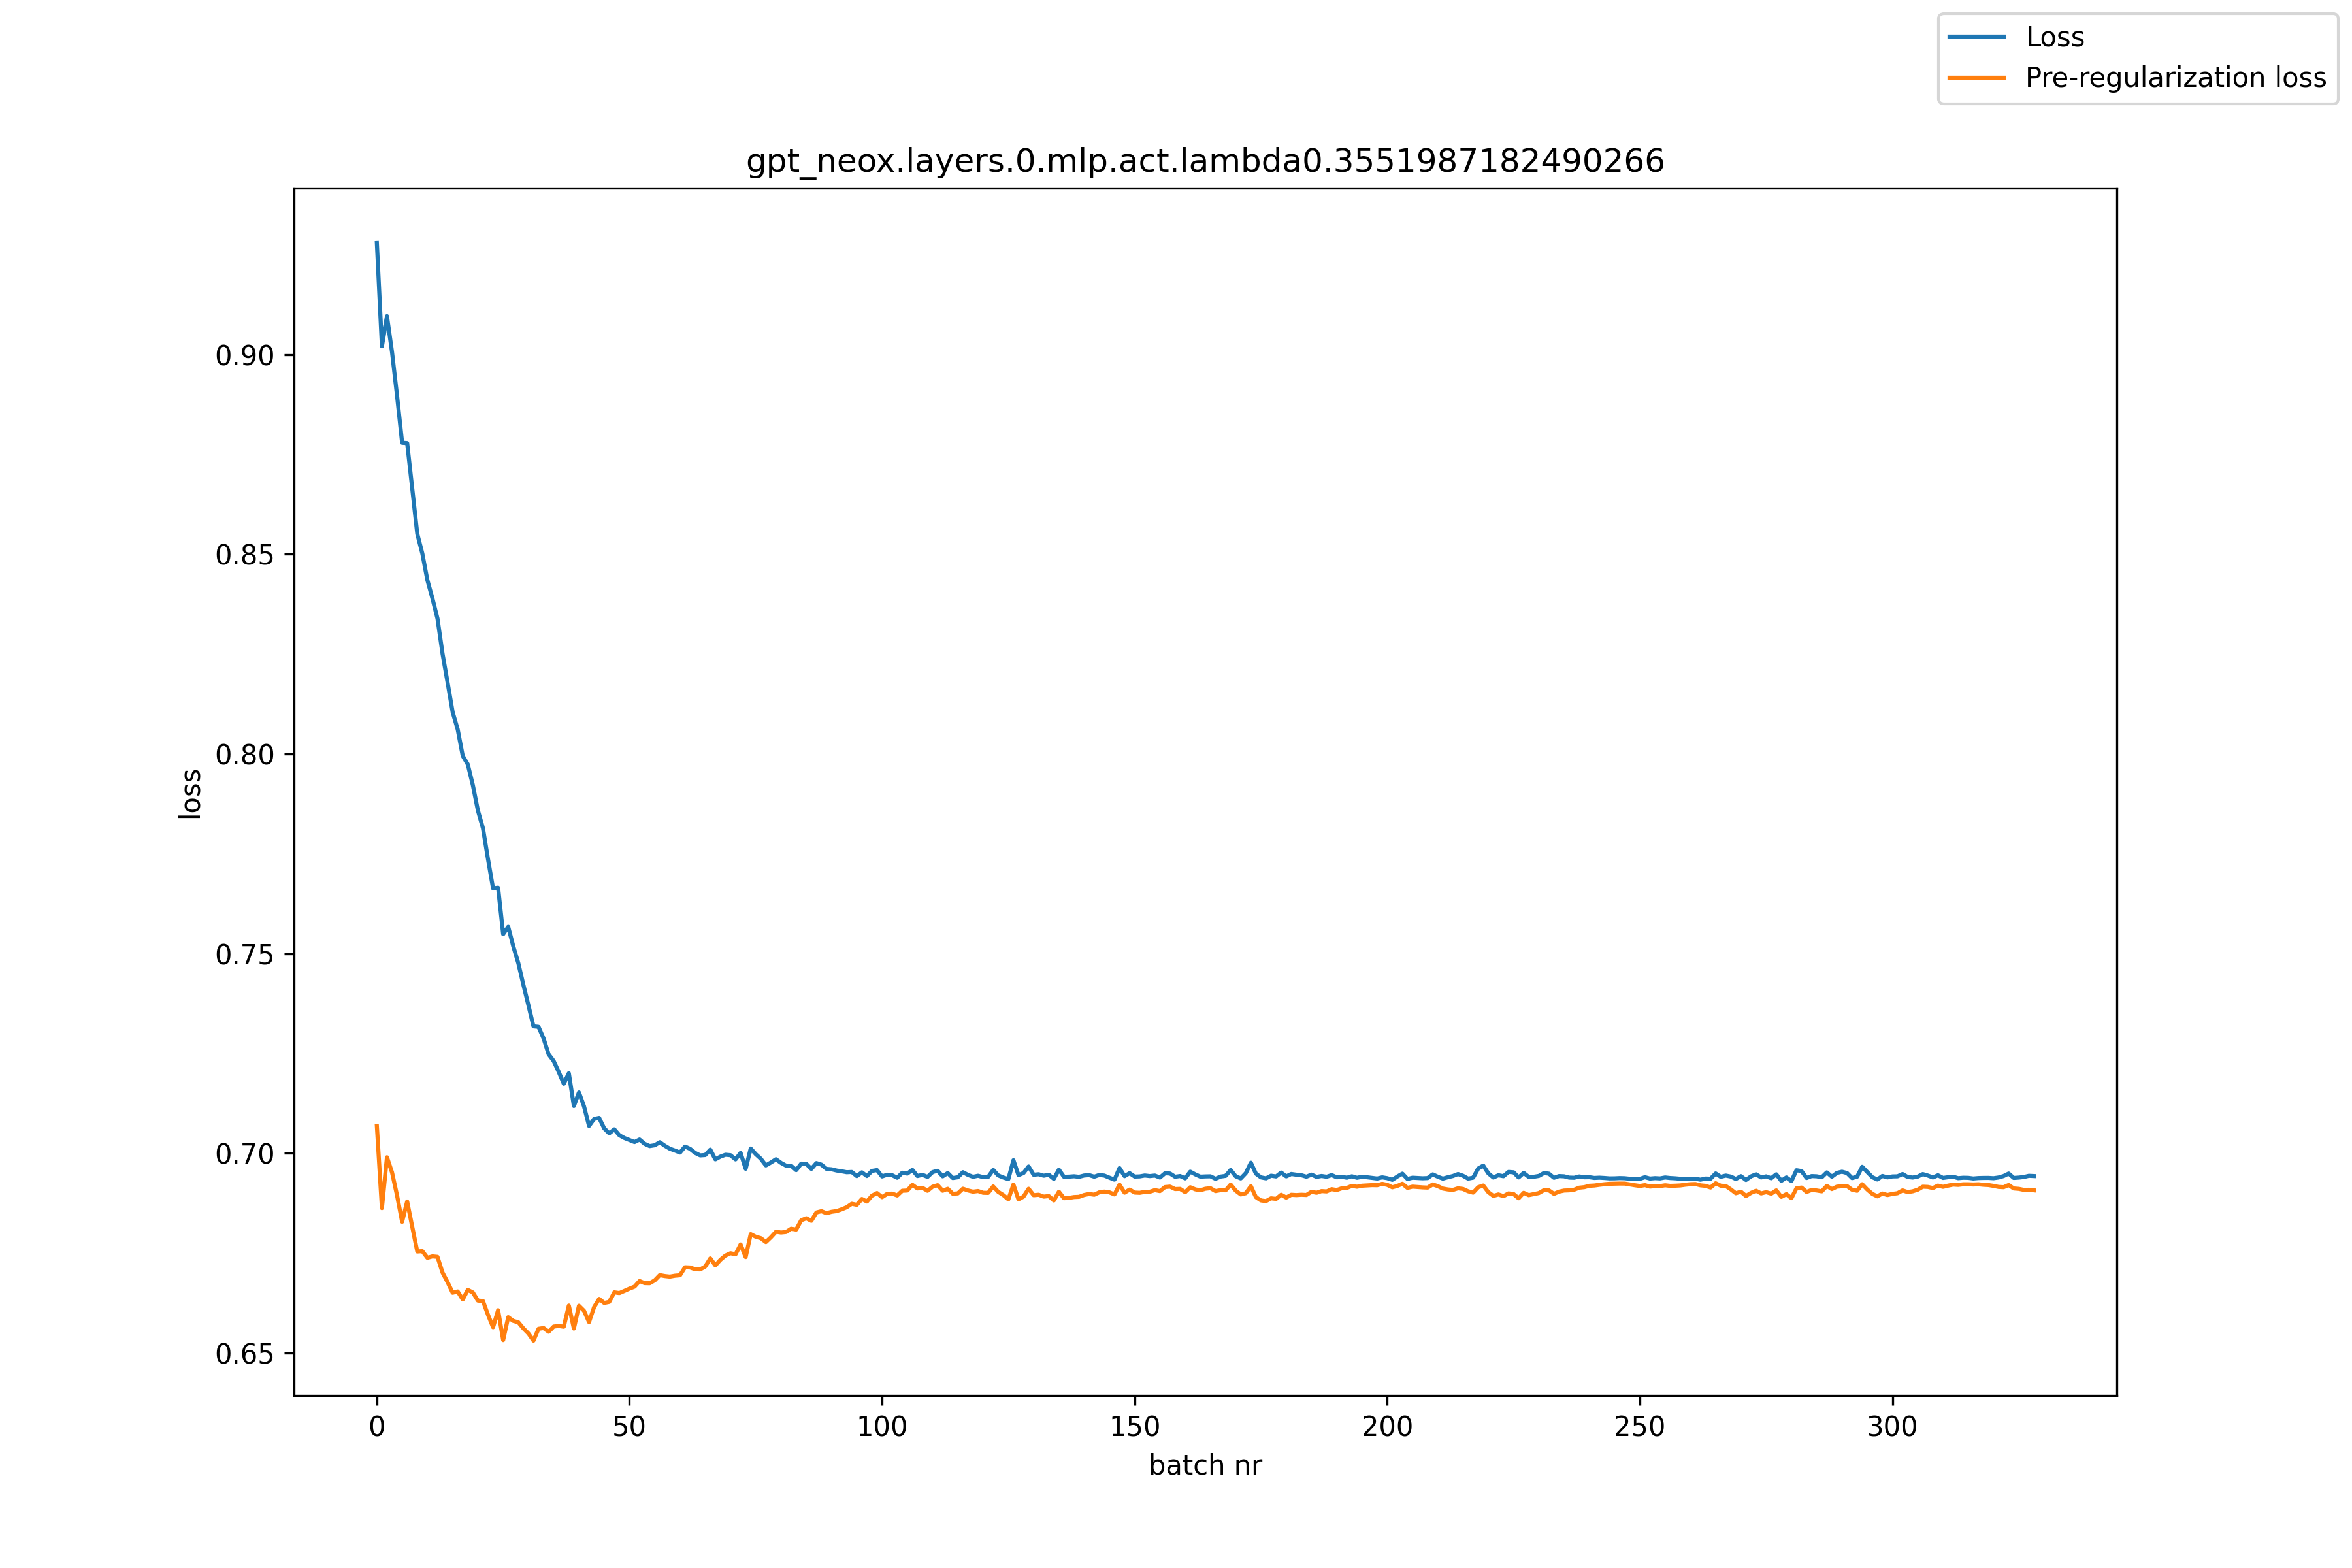 Loss
Pre-regularization loss
gpt_neox.layers.0.mlp.act.lambda0.3551987182490266
0.90
0.85
0.80
0.75
0.70
0.65
loss
0 50 100 150 200 250 300
batch nr